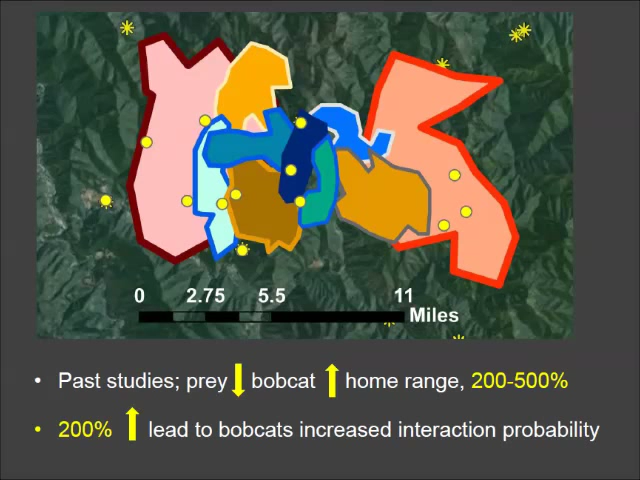 0 2.75 5.5 11
Miles
• Past studies; prey ↓ bobcat ↑ home range, 200-500%
• 200% ↑ lead to bobcats increased interaction probability